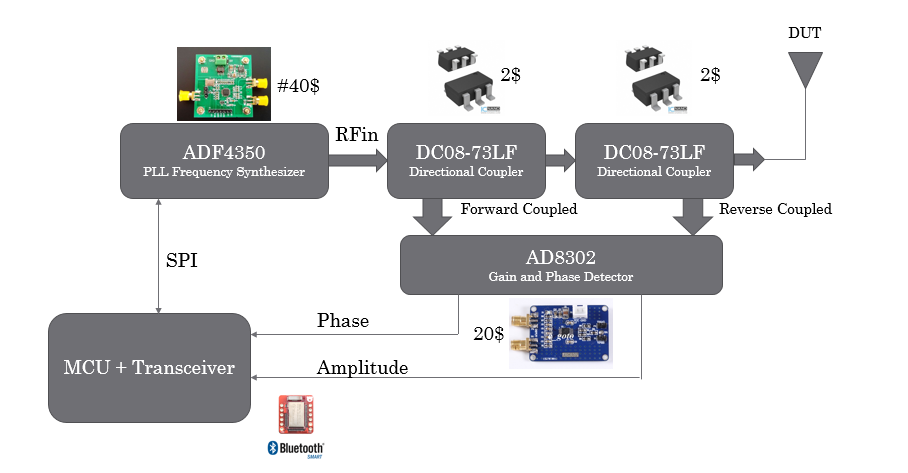 DUT
#40$
2$
2$
RFin
ADF4350
PLL Frequency Synthesizer
DC08-73LF
Directional Coupler
DC08-73LF
Directional Coupler
Forward Coupled
Reverse Coupled
AD8302
Gain and Phase Detector
SPI
Phase
20$
MCU + Transceiver
Amplitude
Bluetooth
SMART